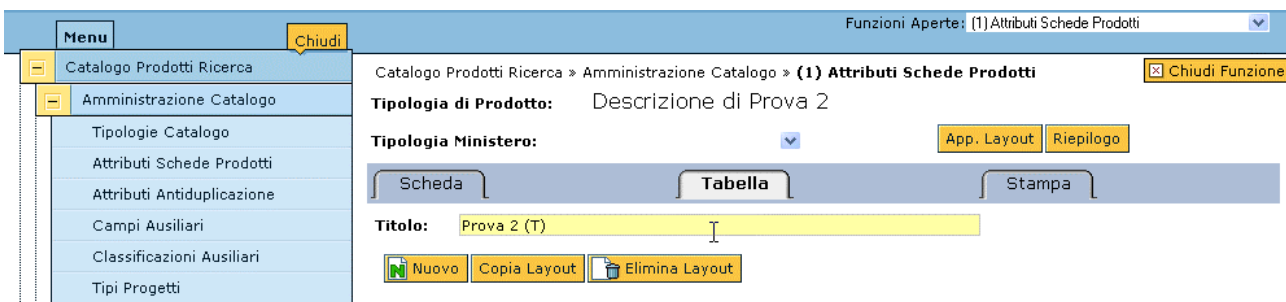 Funzioni Aperte: (1) Attributi Schede Prodotti
Menu
Chiudi
Catalogo Prodotti Ricerca
Amministrazione Catalogo
Tipologie Catalogo
Attributi Schede Prodotti
Attributi Antiduplicazione
Campi Ausiliari
Classificazioni Ausiliari
Tipi Progetti
Catalogo Prodotti Ricerca » Amministrazione Catalogo » (1) Attributi Schede Prodotti
Chiudi Funzione
Tipologia di Prodotto: Descrizione di Prova 2
Tipologia Ministero:
App. Layout Riepilogo
Scheda Tabella Stampa
Titolo: Prova 2 (T)
Nuovo Copia Layout Elimina Layout